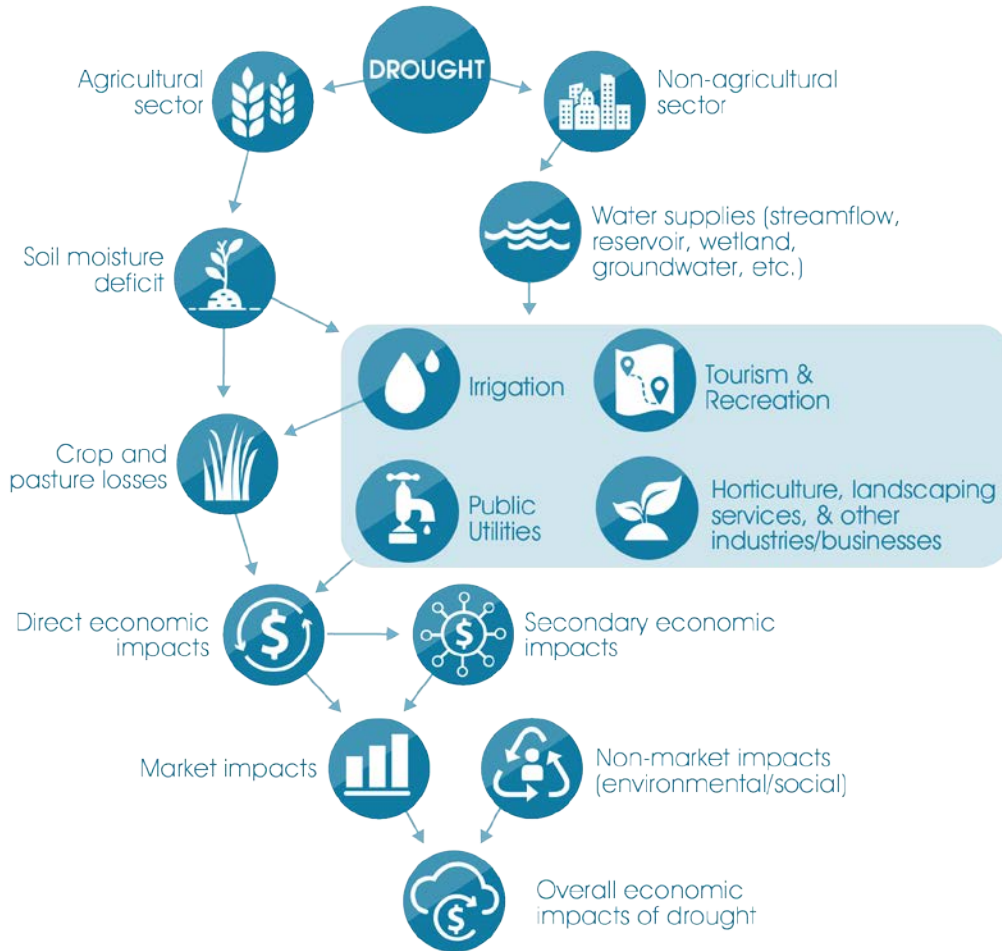 DROUGHT
Agricultural
sector
Non-agricultural
sector
Water supplies (streamflow,
reservoir, wetland,
groundwater, etc.)
Soil moisture
deficit
Irrigation
Tourism &
Recreation
Crop and
pasture losses
Public
Utilities
Horticulture, landscaping
services, & other
industries/businesses
Direct economic
impacts
$
$
Secondary economic
impacts
Market impacts
Non-market impacts
(environmental/social)
$
Overall economic
impacts of drought